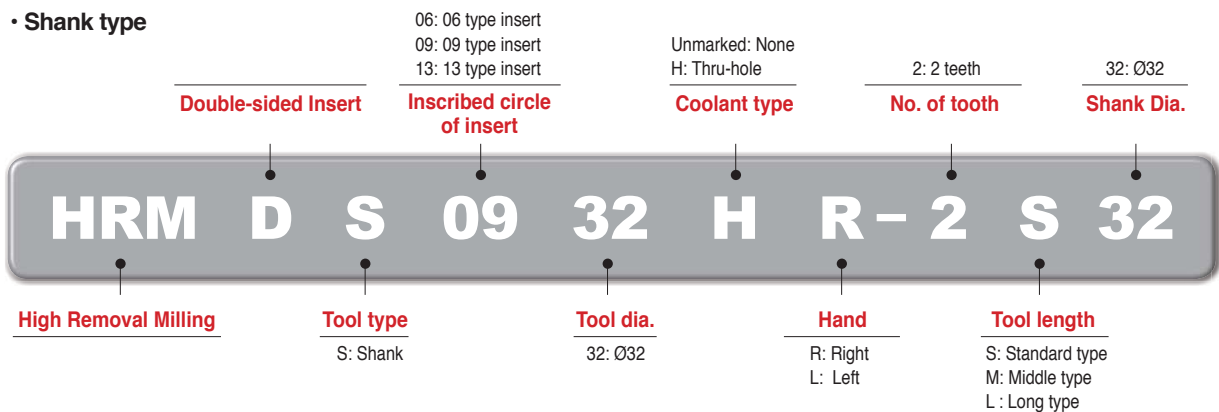 • Shank type
06: 06 type insert
09: 09 type insert
13: 13 type insert
Unmarked: None
H: Thru-hole
2: 2 teeth
32: Ø32
Double-sided Insert
Inscribed circle
of insert
Coolant type
No. of tooth
Shank Dia.
HRM D S 09 32 H R - 2 S 32
High Removal Milling
Tool type
S: Shank
Tool dia.
32: Ø32
Hand
R: Right
L: Left
Tool length
S: Standard type
M: Middle type
L : Long type